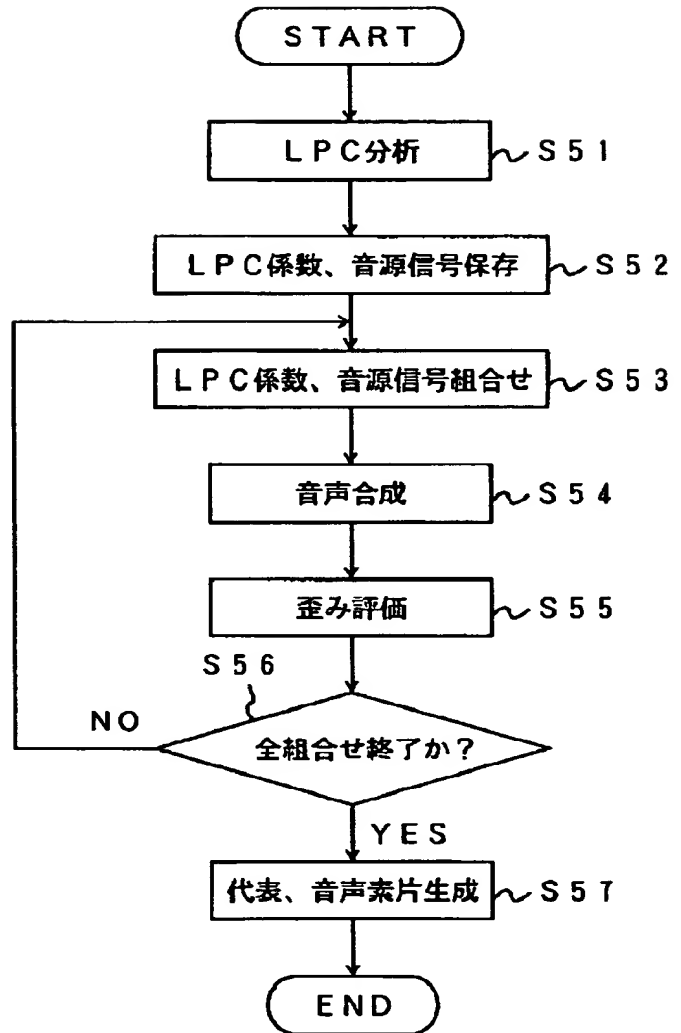 START
LPC分析
S51
LPC係数、音源信号保存
S52
LPC係数、音源信号組合せ
S53
音声合成
S54
歪み評価
S55
S56
NO
全組合せ終了か?
YES
代表、音声素片生成
S57
END